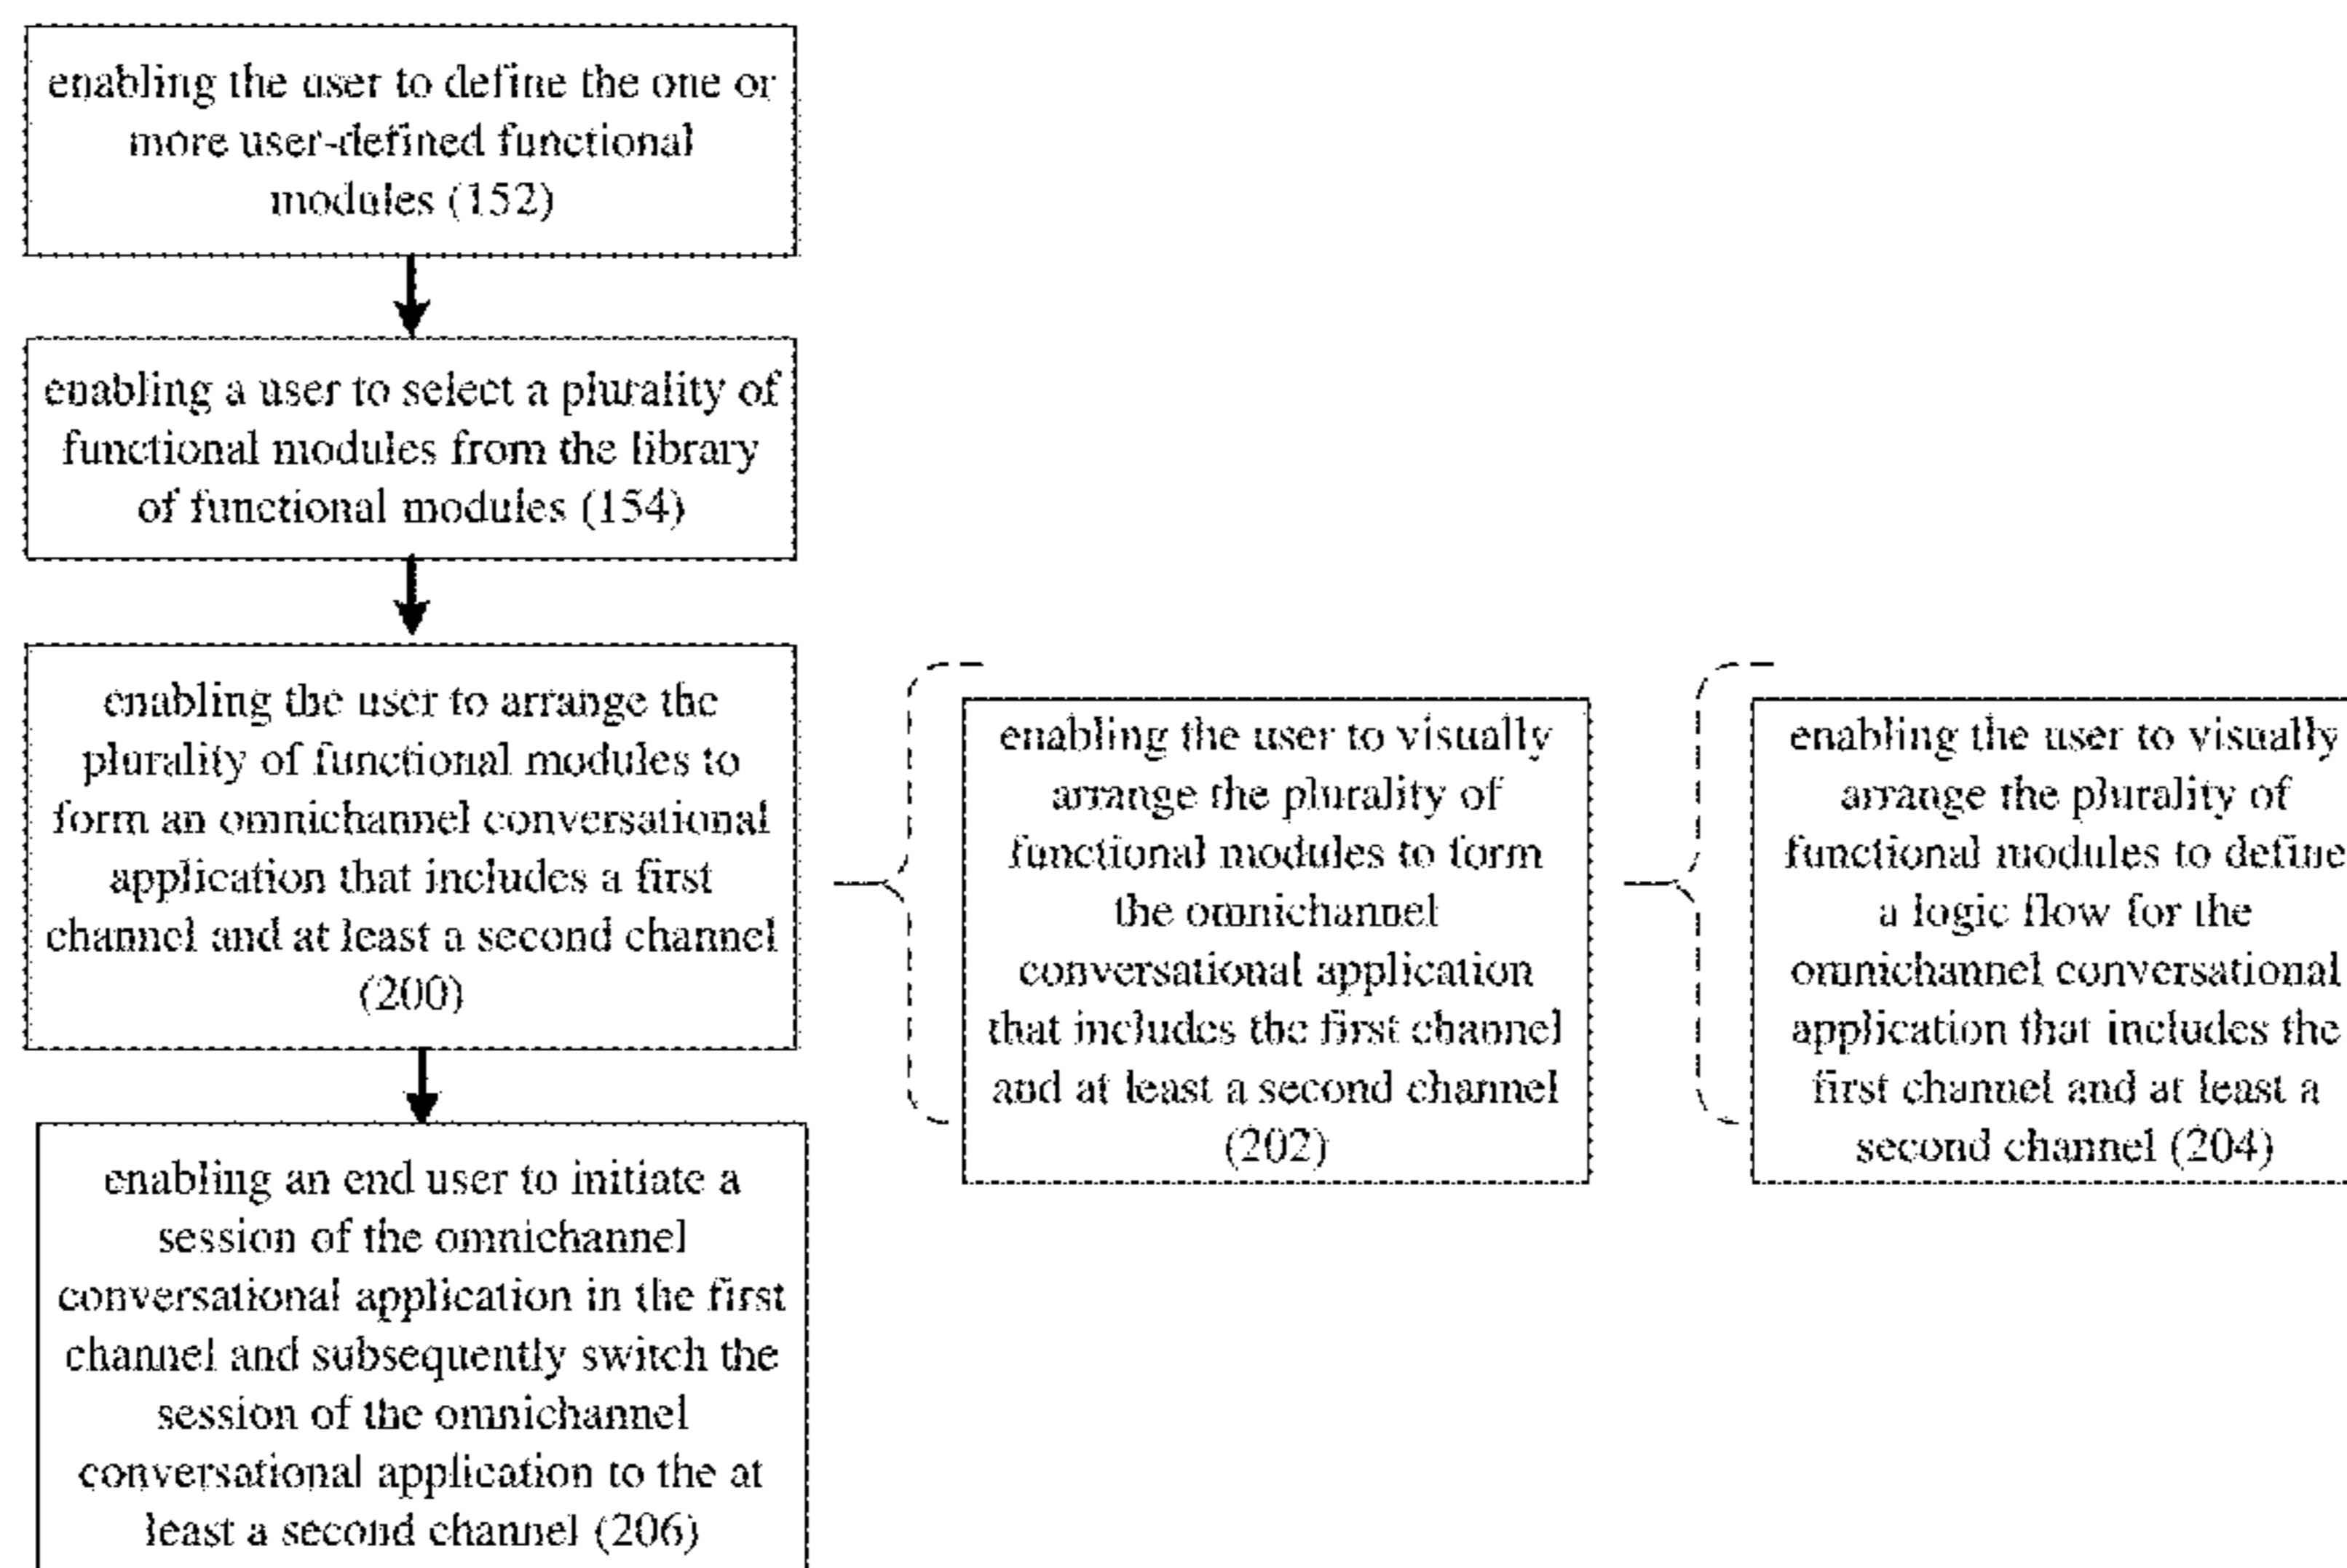 enabling the user to define the one or
more user-defined functional
modules (152)
enabling a user to select a plurality of
functional modules from the library
of functional modules (154)
enabling the user to arrange the
plurality of functional modules to
form an omnichannel conversational
application that includes a first
channel and at least a second channel
(200)
enabling the user to visually
arrange the plurality of
functional modules to form
the omnichannel
conversational application
that includes the first channel
and at least a second channel
(202)
enabling the user to visually
arrange the plurality of
functional modules to define
a logic flow for the
omnichannel conversational
application that includes the
first channel and at least a
second channel (204)
enabling an end user to initiate a
session of the omnichannel
conversational application in the first
channel and subsequently switch the
session of the omnichannel
conversational application to the at
least a second channel (206)